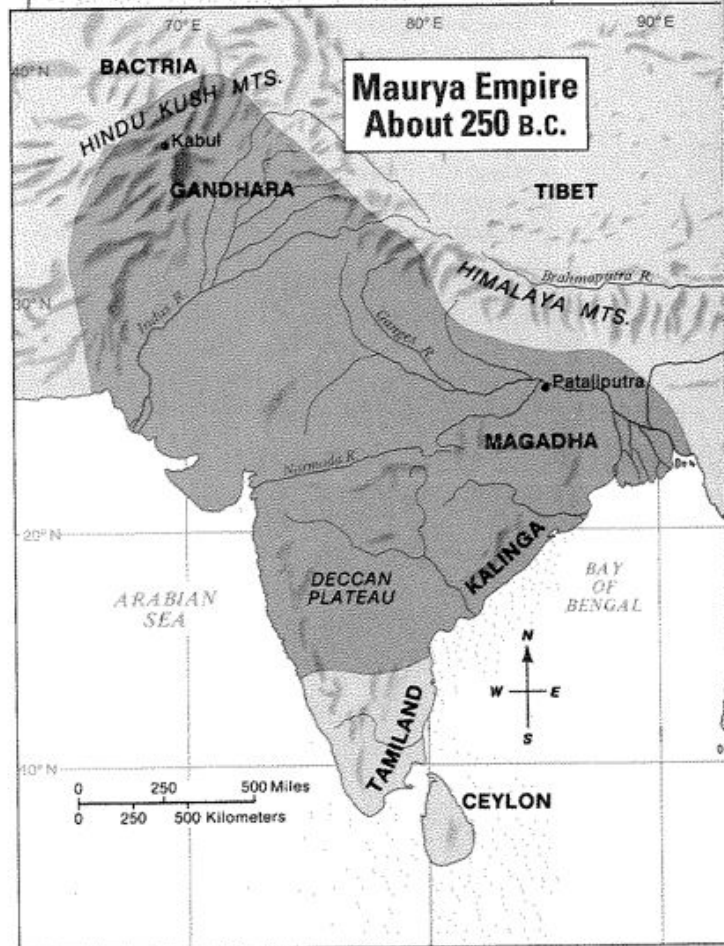 70° E
80° E
90° E
40° N
BACTRIA
HINDU KUSH MTS.
Maurya Empire
About 250 B.C.
Kabul
GANDHARA
TIBET
30° N
Indus R.
Ganges R.
HIMALAYA MTS.
Brahmaputra R.
Pataliputra
MAGADHA
Narmada R.
20° N
DECCAN
PLATEAU
KALINGA
ARABIAN
SEA
BAY
OF
BENGAL
N
W
E
S
TAMILAND
10° N
0 250 500 Miles
0 250 500 Kilometers
CEYLON